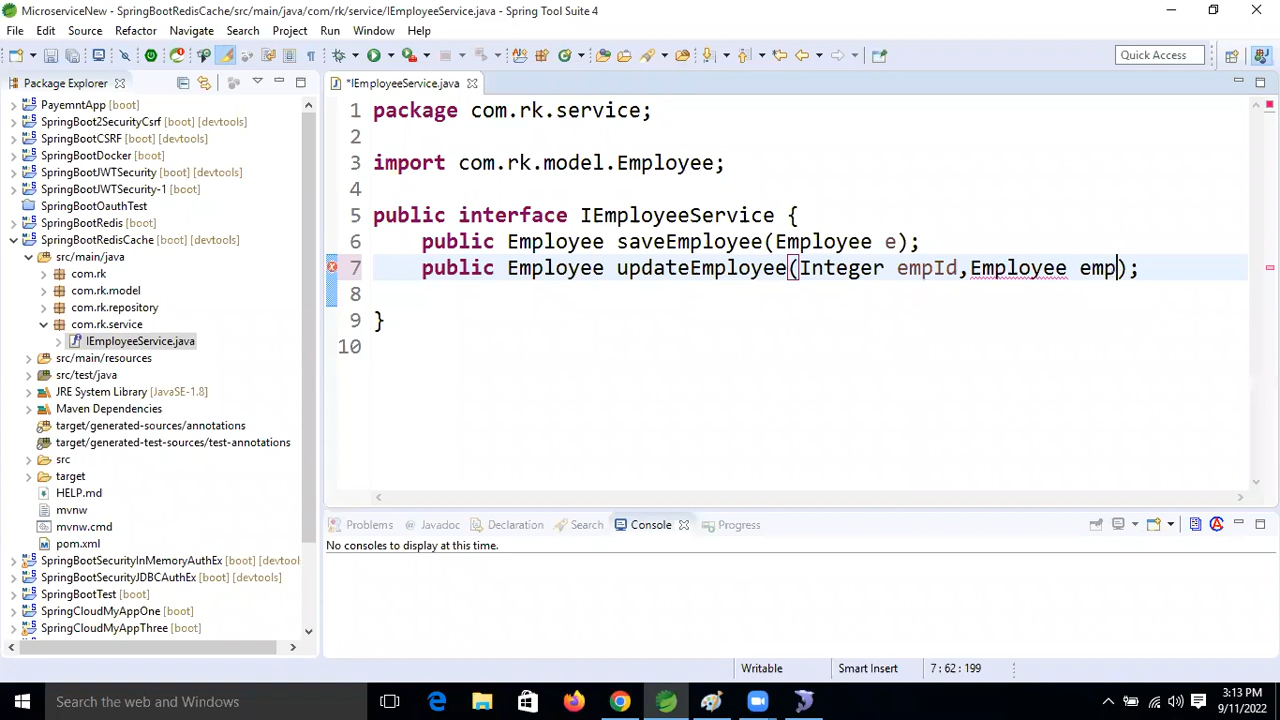 MicroserviceNew - SpringBootRedisCache/src/main/java/com/rk/service/IEmployeeService.java - Spring Tool Suite 4
File Edit Source Refactor Navigate Search Project Run Window Help
Quick Access
Package Explorer
*IEmployeeService.java
PayemntApp [boot]
SpringBoot2SecurityCsrf [boot] [devtools]
SpringBootCSRF [boot] [devtools]
SpringBootDocker [boot]
SpringBootJWTSecurity [boot] [devtools]
SpringBootJWTSecurity-1 [boot]
SpringBootOauthTest
SpringBootRedis [boot]
SpringBootRedisCache [boot]
src/main/java
com.rk
com.rk.model
com.rk.repository
com.rk.service
IEmployeeService.java
src/main/resources
src/test/java
JRE System Library [JavaSE-1.8]
Maven Dependencies
target/generated-sources/annotations
target/generated-test-sources/test-annotations
src
target
HELP.md
mvnw
mvnw.cmd
pom.xml
SpringBootSecurityInMemoryAuthEx [boot] [devtool
SpringBootSecurityJDBCAuthEx [boot] [devtools]
SpringBootTest [boot]
SpringCloudMyAppOne [boot]
SpringCloudMyAppThree [boot]
1 package com.rk.service;
2
3 import com.rk.model.Employee;
4
5 public interface IEmployeeService {
6 public Employee saveEmployee(Employee e);
7 public Employee updateEmployee(Integer empId,Employee emp);
8
9 }
10
Problems Javadoc Declaration Search Console Progress
No consoles to display at this time.
Writable Smart Insert 7 : 62 : 199
Search the web and Windows
3:13 PM
9/11/2022